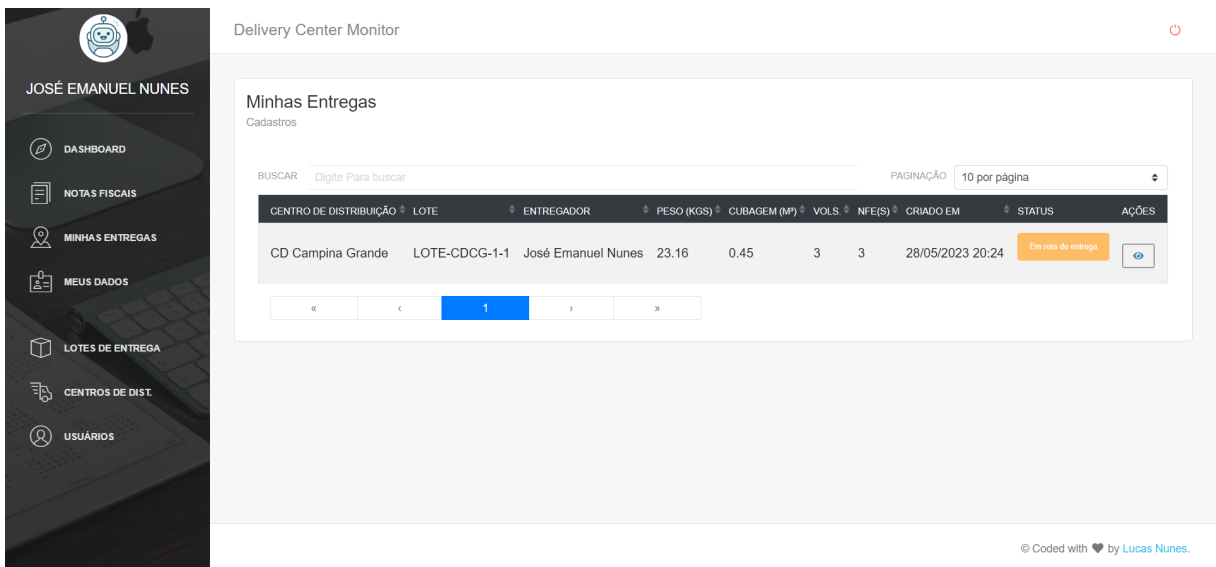 Delivery Center Monitor
JOSÉ EMANUEL NUNES
DASHBOARD
NOTAS FISCAIS
MINHAS ENTREGAS
MEUS DADOS
LOTES DE ENTREGA
CENTROS DE DIST.
USUÁRIOS
Minhas Entregas
Cadastros
BUSCAR Digite Para buscar PAGINAÇÃO 10 por página
CENTRO DE DISTRIBUIÇÃO LOTE ENTREGADOR PESO (KGS) CUBAGEM (M³) VOLS. NFE(S) CRIADO EM STATUS AÇÕES
CD Campina Grande LOTE-CDCG-1-1 José Emanuel Nunes 23.16 0.45 3 3 28/05/2023 20:24 Em rota de entrega
« ‹ 1 › »
© Coded with ♥ by Lucas Nunes.